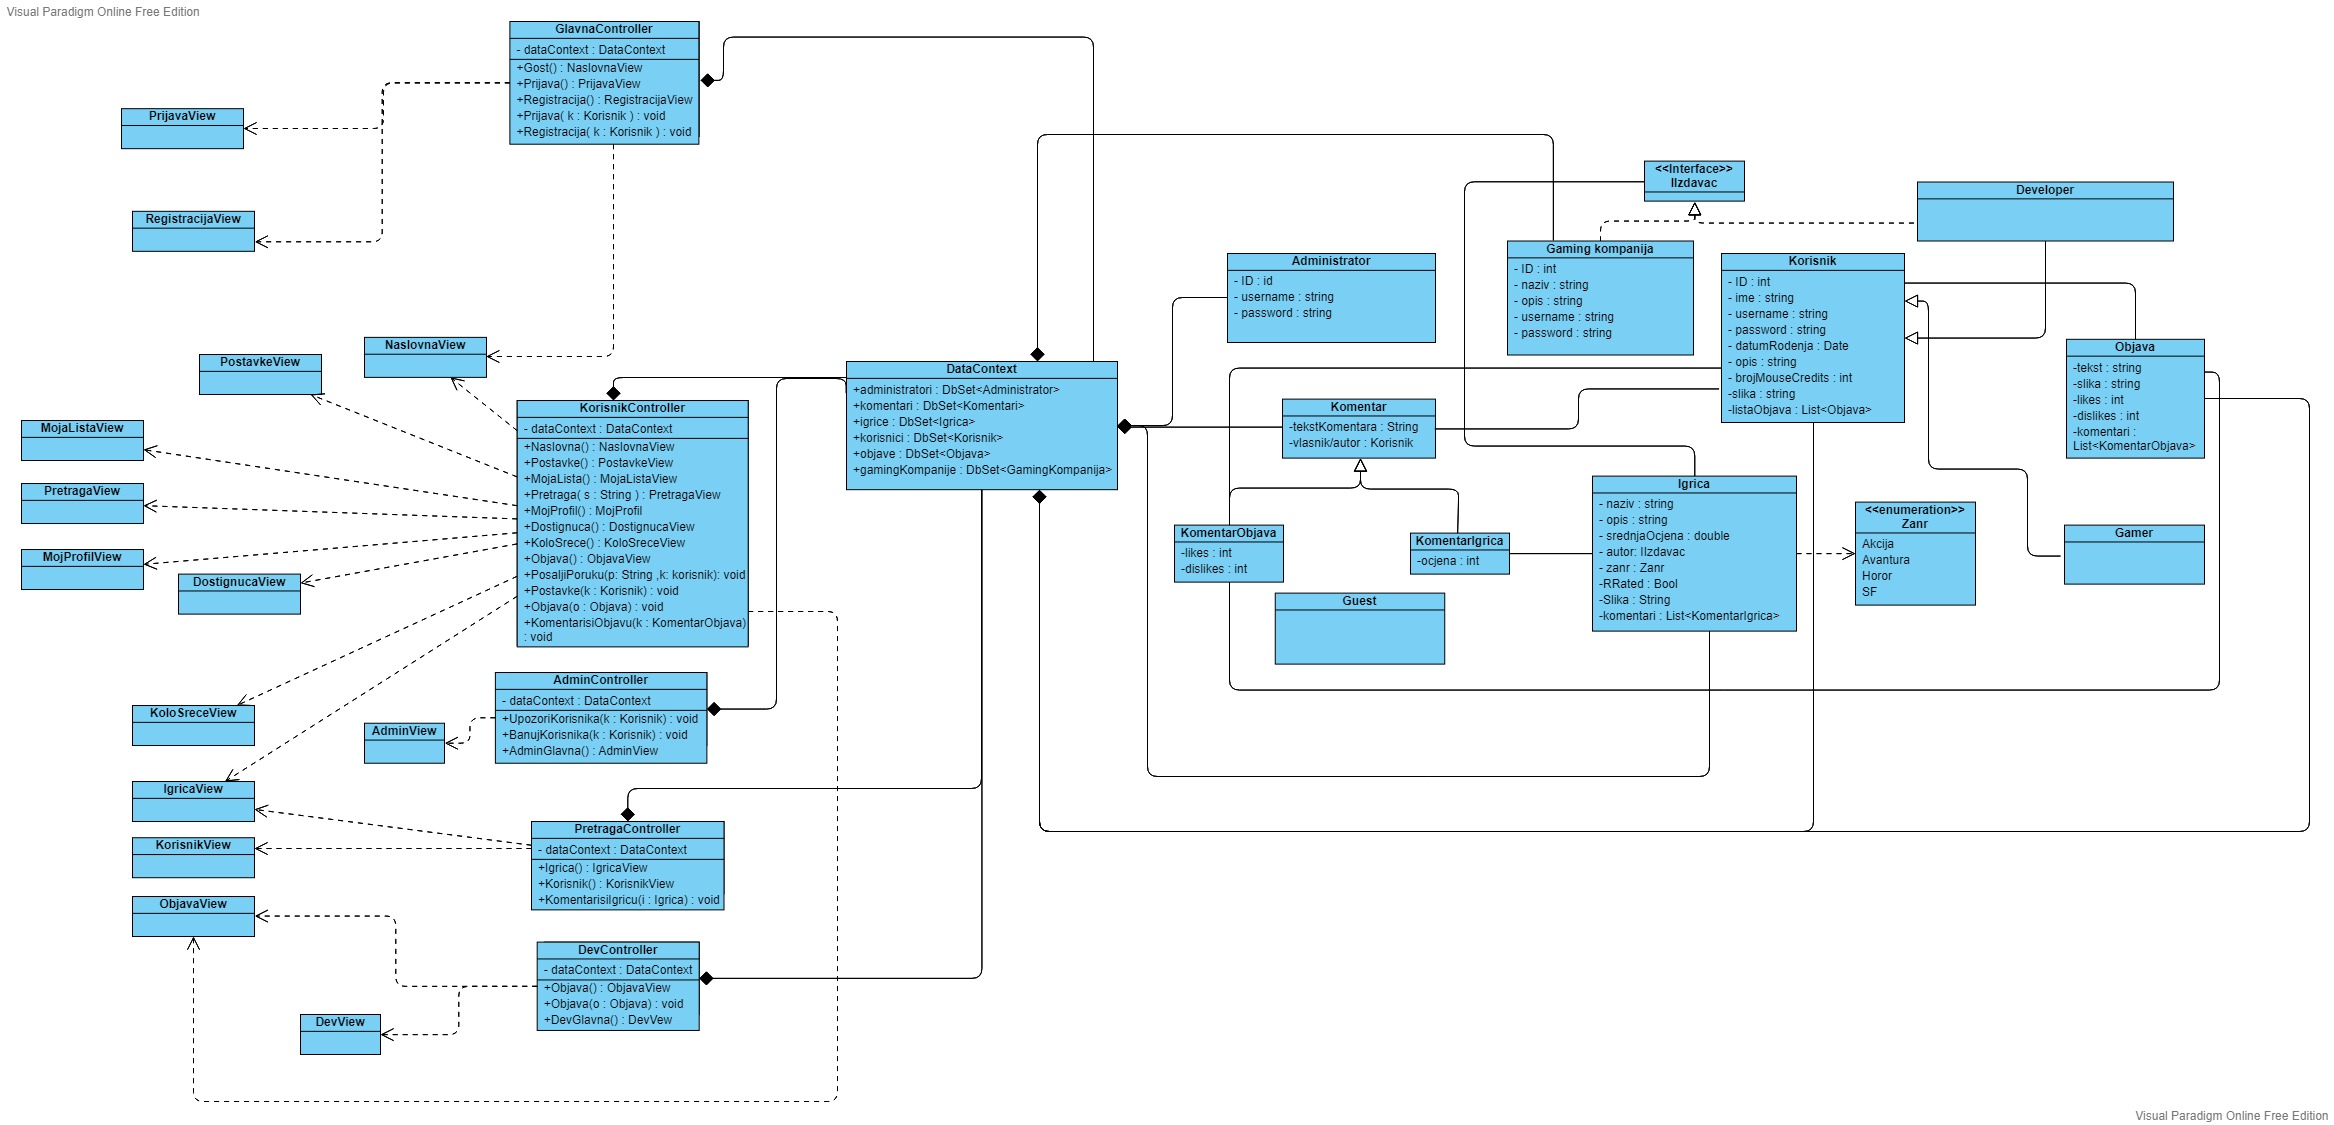 Visual Paradigm Online Free Edition
GlavnaController
- dataContext : DataContext
+Gost() : NaslovnaView
+Prijava() : PrijavaView
+Registracija() : RegistracijaView
+Prijava( k : Korisnik ) : void
+Registracija( k : Korisnik ) : void
PrijavaView
RegistracijaView
NaslovnaView
PostavkeView
MojaListaView
PretragaView
MojProfilView
DostignucaView
KorisnikController
- dataContext : DataContext
+Naslovna() : NaslovnaView
+Postavke() : PostavkeView
+MojaLista() : MojaListaView
+Pretraga( s : String ) : PretragaView
+MojProfil() : MojProfil
+Dostignuca() : DostignucaView
+KoloSrece() : KoloSreceView
+Objava() : ObjavaView
+PosaljiPoruku(p: String ,k: korisnik): void
+Postavke(k : Korisnik) : void
+Objava(o : Objava) : void
+KomentarisiObjavu(k : KomentarObjava)
: void
KoloSreceView
AdminView
AdminController
- dataContext : DataContext
+UpozoriKorisnika(k : Korisnik) : void
+BanujKorisnika(k : Korisnik) : void
+AdminGlavna() : AdminView
IgricaView
KorisnikView
ObjavaView
PretragaController
- dataContext : DataContext
+Igrica() : IgricaView
+Korisnik() : KorisnikView
+KomentarisiIgricu(i : Igrica) : void
DevController
- dataContext : DataContext
+Objava() : ObjavaView
+Objava(o : Objava) : void
+DevGlavna() : DevVew
DevView
DataContext
+administratori : DbSet<Administrator>
+komentari : DbSet<Komentari>
+igrice : DbSet<Igrica>
+korisnici : DbSet<Korisnik>
+objave : DbSet<Objava>
+gamingKompanije : DbSet<GamingKompanija>
Administrator
- ID : id
- username : string
- password : string
<<Interface>>
IIzdavac
Developer
Gaming kompanija
- ID : int
- naziv : string
- opis : string
- username : string
- password : string
Korisnik
- ID : int
- ime : string
- username : string
- password : string
- datumRodenja : Date
- opis : string
- brojMouseCredits : int
-slika : string
-listaObjava : List<Objava>
Objava
-tekst : string
-slika : string
-likes : int
-dislikes : int
-komentari :
List<KomentarObjava>
Komentar
-tekstKomentara : String
-vlasnik/autor : Korisnik
KomentarObjava
-likes : int
-dislikes : int
KomentarIgrica
-ocjena : int
Guest
Igrica
- naziv : string
- opis : string
- srednjaOcjena : double
- autor: IIzdavac
- zanr : Zanr
-RRated : Bool
-Slika : String
-komentari : List<KomentarIgrica>
<<enumeration>>
Zanr
Akcija
Avantura
Horor
SF
Gamer
Visual Paradigm Online Free Edition